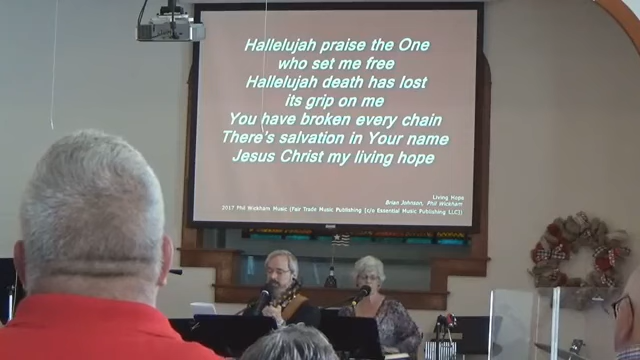 Hallelujah praise the One
who set me free
Hallelujah death has lost
its grip on me
You have broken every chain
There's salvation in Your name
Jesus Christ my living hope
Living Hope
Brian Johnson, Phil Wickham
2017 Phil Wickham Music (Fair Trade Music Publishing [c/o Essential Music Publishing LLC])